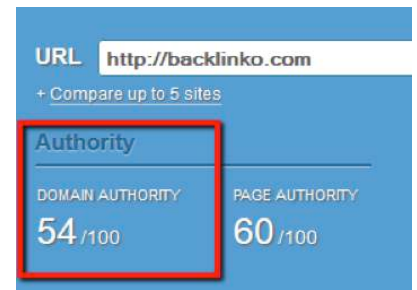 URL http://backlinko.com
+ Compare up to 5 sites
Authority
DOMAIN AUTHORITY PAGE AUTHORITY
54 /100 60 /100